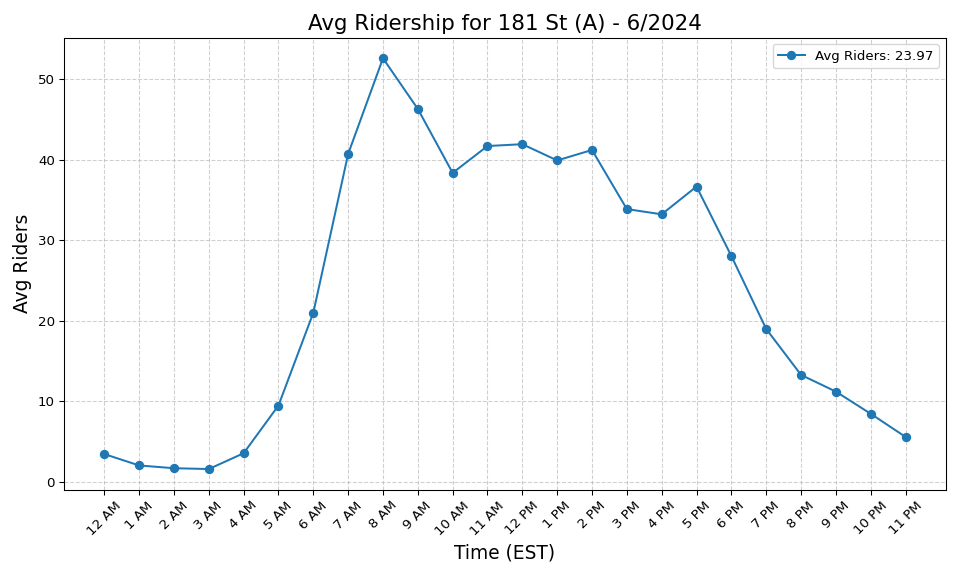 Avg Ridership for 181 St (A) - 6/2024
Avg Riders: 23.97
Avg Riders
50
40
30
20
10
0
12 AM
1 AM
2 AM
3 AM
4 AM
5 AM
6 AM
7 AM
8 AM
9 AM
10 AM
11 AM
12 PM
1 PM
2 PM
3 PM
4 PM
5 PM
6 PM
7 PM
8 PM
9 PM
10 PM
11 PM
Time (EST)